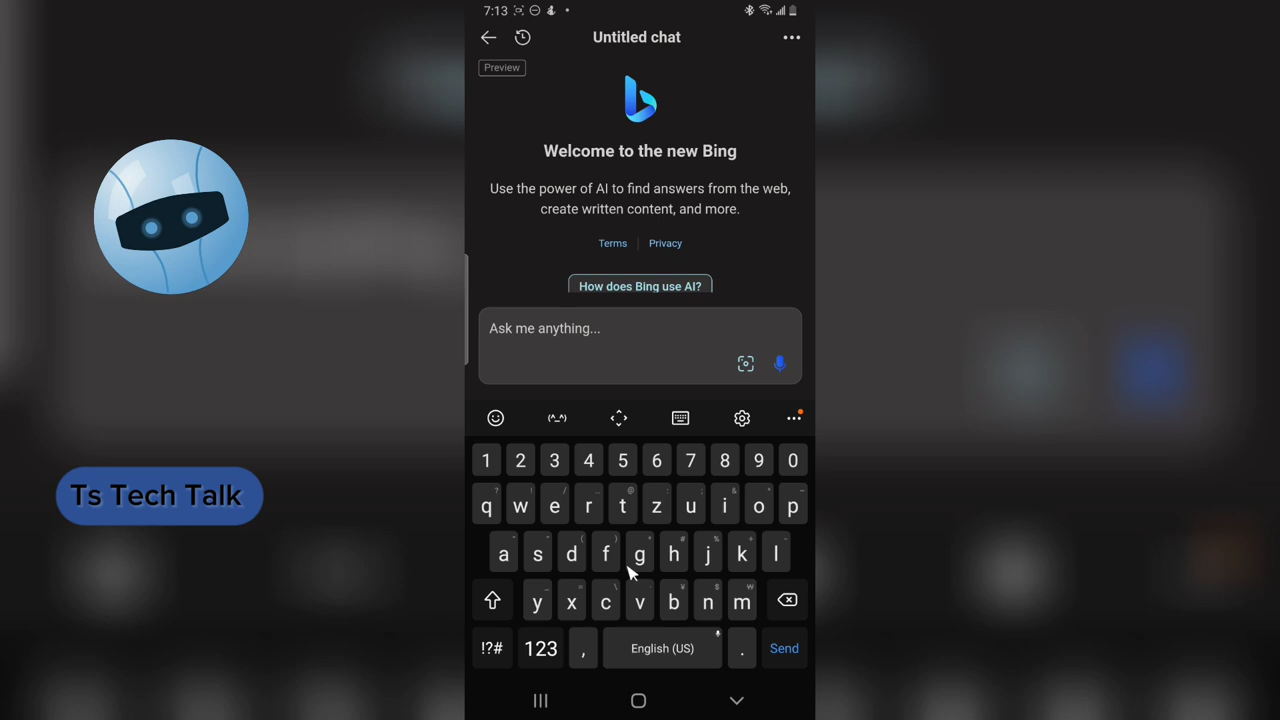 7:13
Untitled chat
Preview
Welcome to the new Bing
Use the power of AI to find answers from the web,
create written content, and more.
Terms Privacy
How does Bing use AI?
Ask me anything...
Ts Tech Talk
(^_^)
1 2 3 4 5 6 7 8 9 0
q w e r t z u i o p
a s d f g h j k l
y x c v b n m
!?# 123 , English (US) . Send